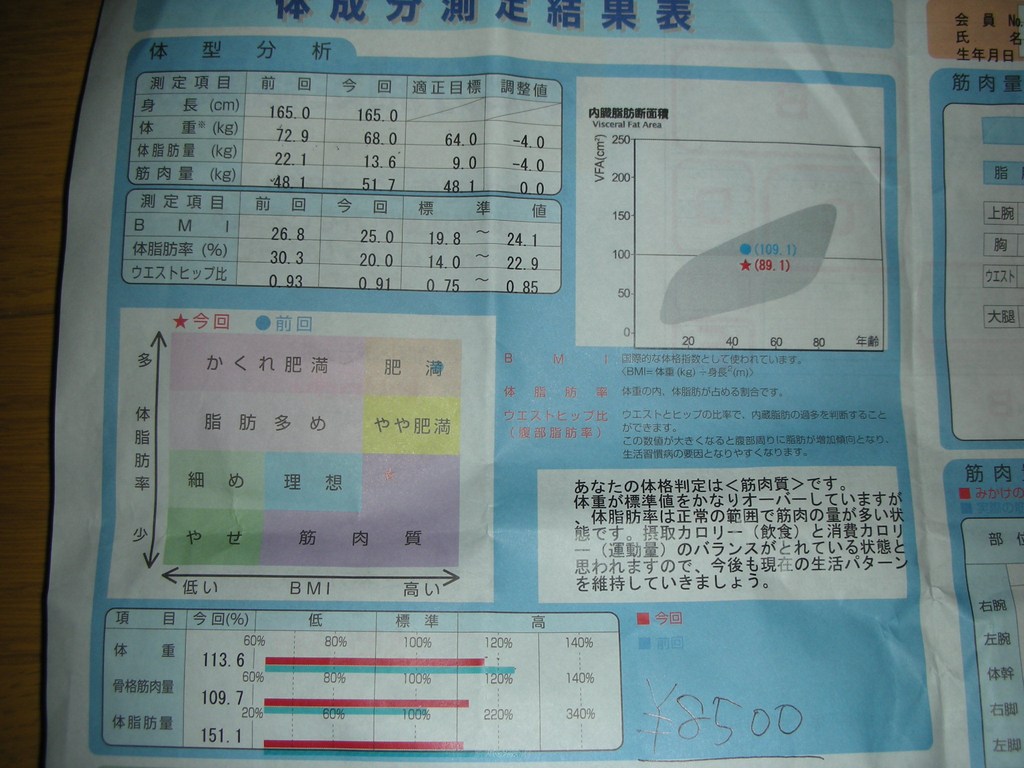 体成分測定結果表
会員 No.
氏名
生年月日
体型分析
測定項目 前回 今回 適正目標 調整値
身長(cm) 165.0 165.0
体重※(kg) 72.9 68.0 64.0 -4.0
体脂肪量(kg) 22.1 13.6 9.0 -4.0
筋肉量(kg) 48.1 51.7 48.1 0.0
測定項目 前回 今回 標準値
BMI 26.8 25.0 19.8 ～ 24.1
体脂肪率(%) 30.3 20.0 14.0 ～ 22.9
ウエストヒップ比 0.93 0.91 0.75 ～ 0.85
内臓脂肪断面積
Visceral Fat Area
VFA(cm²)
250
200
150
100
50
0
●(109.1)
★(89.1)
20 40 60 80 年齢
★今回 ●前回
多 体脂肪率 少
かくれ肥満 肥満
脂肪多め やや肥満
細め 理想
やせ 筋肉質
低い BMI 高い
BMI 国際的な体格指数として使われています。
〈BMI=体重(kg)÷身長²(m)〉
体脂肪率 体重の内、体脂肪が占める割合です。
ウエストヒップ比 ウエストとヒップの比率で、内蔵脂肪の過多を判断すること
(腹部脂肪率) ができます。
この数値が大きくなると腹部周りに脂肪が増加傾向となり、
生活習慣病の要因となりやすくなります。
あなたの体格判定は＜筋肉質＞です。
体重が標準値をかなりオーバーしていますが
、体脂肪率は正常の範囲で筋肉の量が多い状
態です。摂取カロリー（飲食）と消費カロリ
ー（運動量）のバランスがとれている状態と
思われますので、今後も現在の生活パターン
を維持していきましょう。
項目 今回(%) 低 標準 高
体重 113.6 60% 80% 100% 120% 140%
骨格筋肉量 109.7 60% 80% 100% 120% 140%
体脂肪量 151.1 20% 60% 100% 220% 340%
■今回
■前回
¥8500
筋肉量
上腕
胸
ウエスト
大腿
筋肉
■みかけの
部位
右腕
左腕
体幹
右脚
左脚